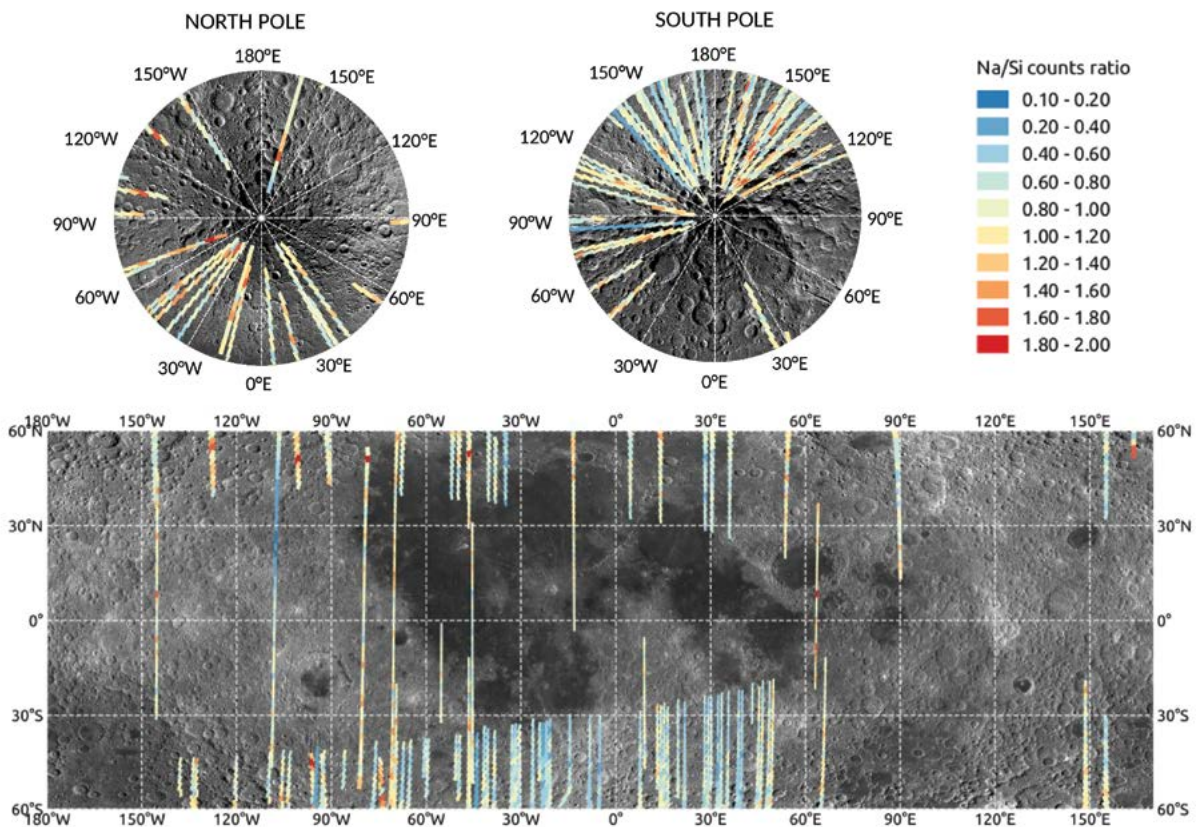 NORTH POLE
180°E
150°W
150°E
120°W
120°E
90°W
90°E
60°W
60°E
30°W
30°E
0°E
SOUTH POLE
180°E
150°W
150°E
120°W
120°E
90°W
90°E
60°W
60°E
30°E
0°E
Na/Si counts ratio
0.10 - 0.20
0.20 - 0.40
0.40 - 0.60
0.60 - 0.80
0.80 - 1.00
1.00 - 1.20
1.20 - 1.40
1.40 - 1.60
1.60 - 1.80
1.80 - 2.00
180°W 150°W 120°W 90°W 60°W 30°W 0° 30°E 60°E 90°E 120°E 150°E
60°N 60°N
30°N 30°N
0° 0°
30°S 30°S
60°S 60°S
180°W 150°W 120°W 90°W 60°W 30°W 0° 30°E 60°E 90°E 120°E 150°E